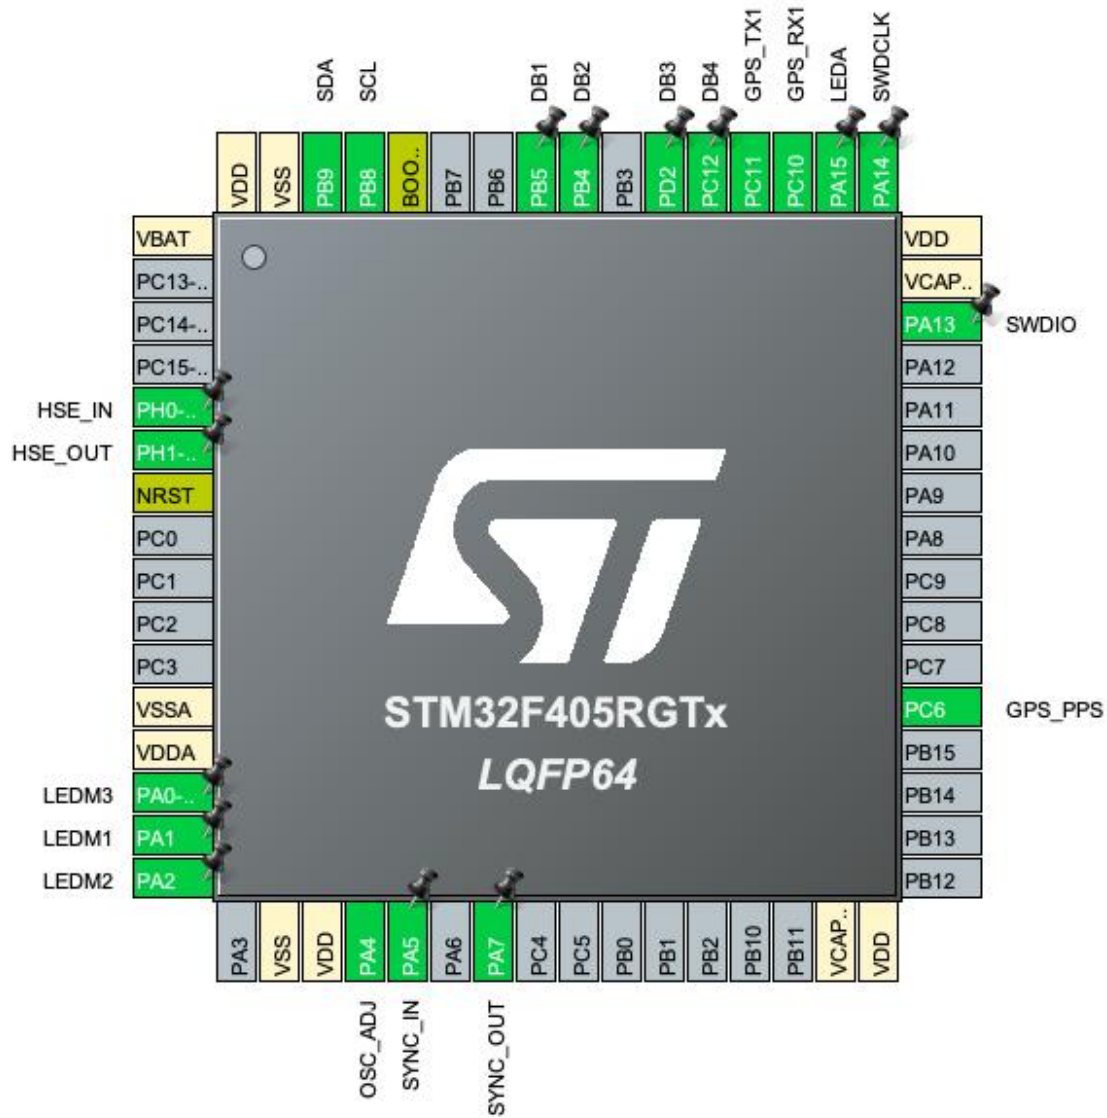 SDA
SCL
DB1
DB2
DB3
DB4
GPS_TX1
GPS_RX1
LEDA
SWDCLK
VDD
VSS
PB9
PB8
BOO..
PB7
PB6
PB5
PB4
PB3
PD2
PC12
PC11
PC10
PA15
PA14
VBAT
PC13-..
PC14-..
PC15-..
HSE_IN PH0-..
HSE_OUT PH1-..
NRST
PC0
PC1
PC2
PC3
VSSA
VDDA
LEDM3 PA0-..
LEDM1 PA1
LEDM2 PA2
ST
STM32F405RGTx
LQFP64
VDD
VCAP..
PA13 SWDIO
PA12
PA11
PA10
PA9
PA8
PC9
PC8
PC7
PC6 GPS_PPS
PB15
PB14
PB13
PB12
PA3
VSS
VDD
PA4
PA5
PA6
PA7
PC4
PC5
PB0
PB1
PB2
PB10
PB11
VCAP..
VDD
OSC_ADJ
SYNC_IN
SYNC_OUT